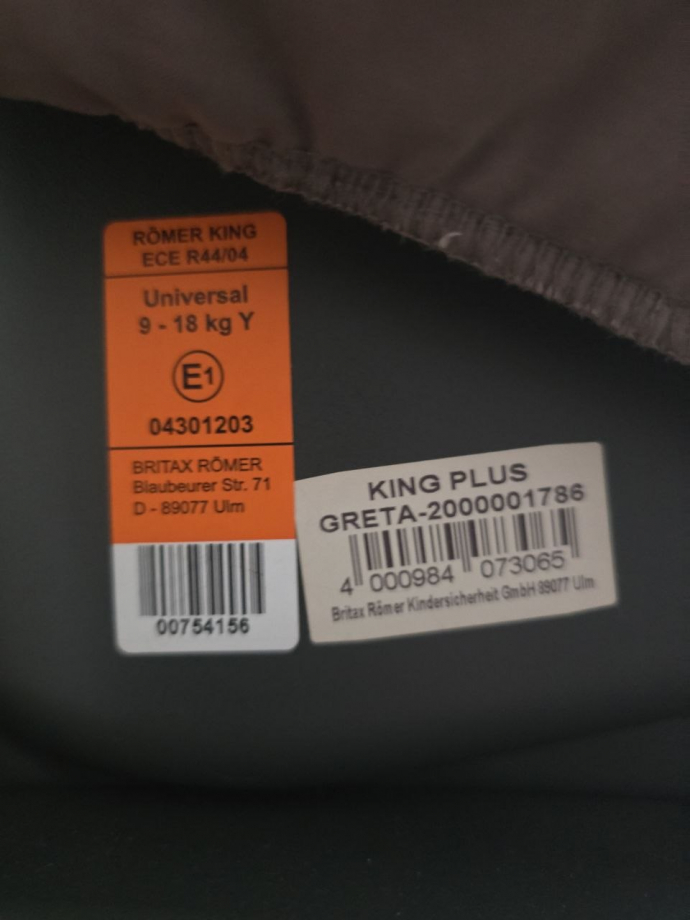 RÖMER KING
ECE R44/04
Universal
9 - 18 kg Y
E1
04301203
BRITAX RÖMER
Blaubeurer Str. 71
D - 89077 Ulm
00754156
KING PLUS
GRETA-2000001786
4 000984 073065
Britax Römer Kindersicherheit GmbH 89077 Ulm